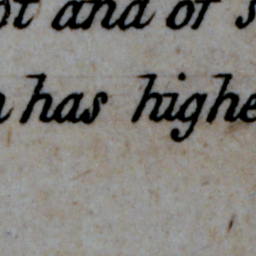 ot and of s
n has highe